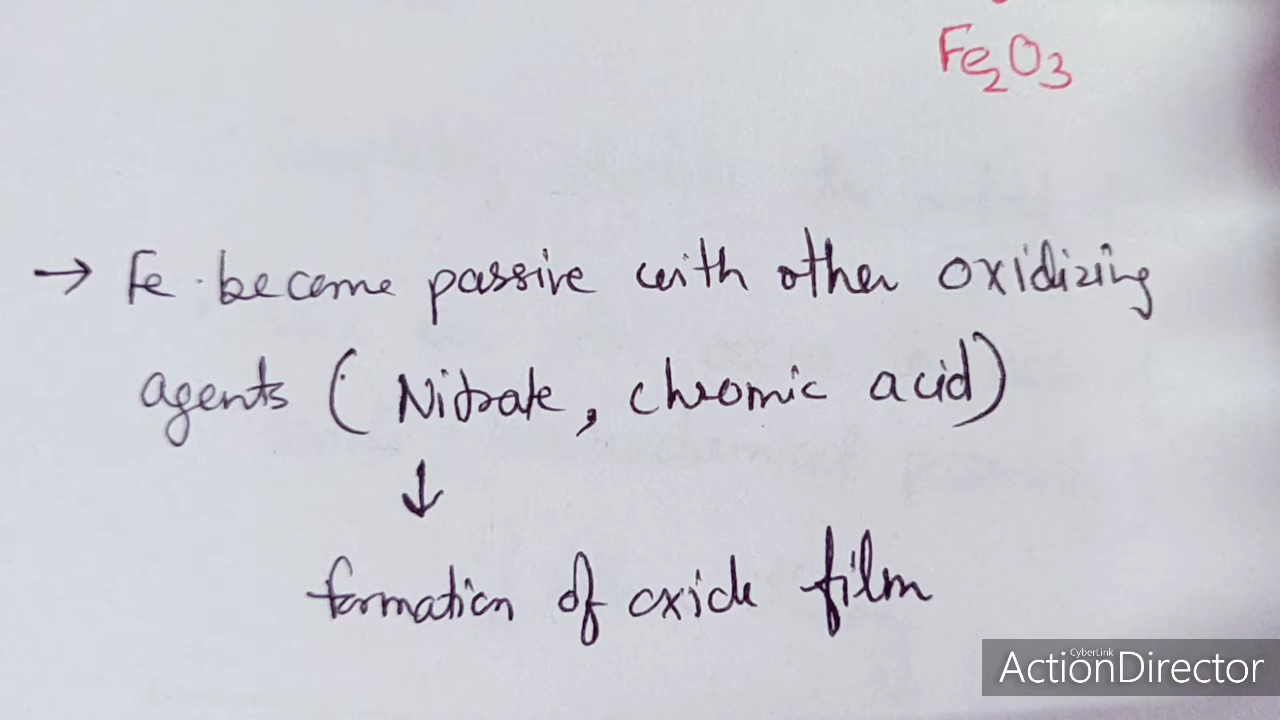 Fe2O3
→ Fe become passive with other oxidizing
agents ( Nitrate, chromic acid)
↓
formation of oxide film
CyberLink
ActionDirector